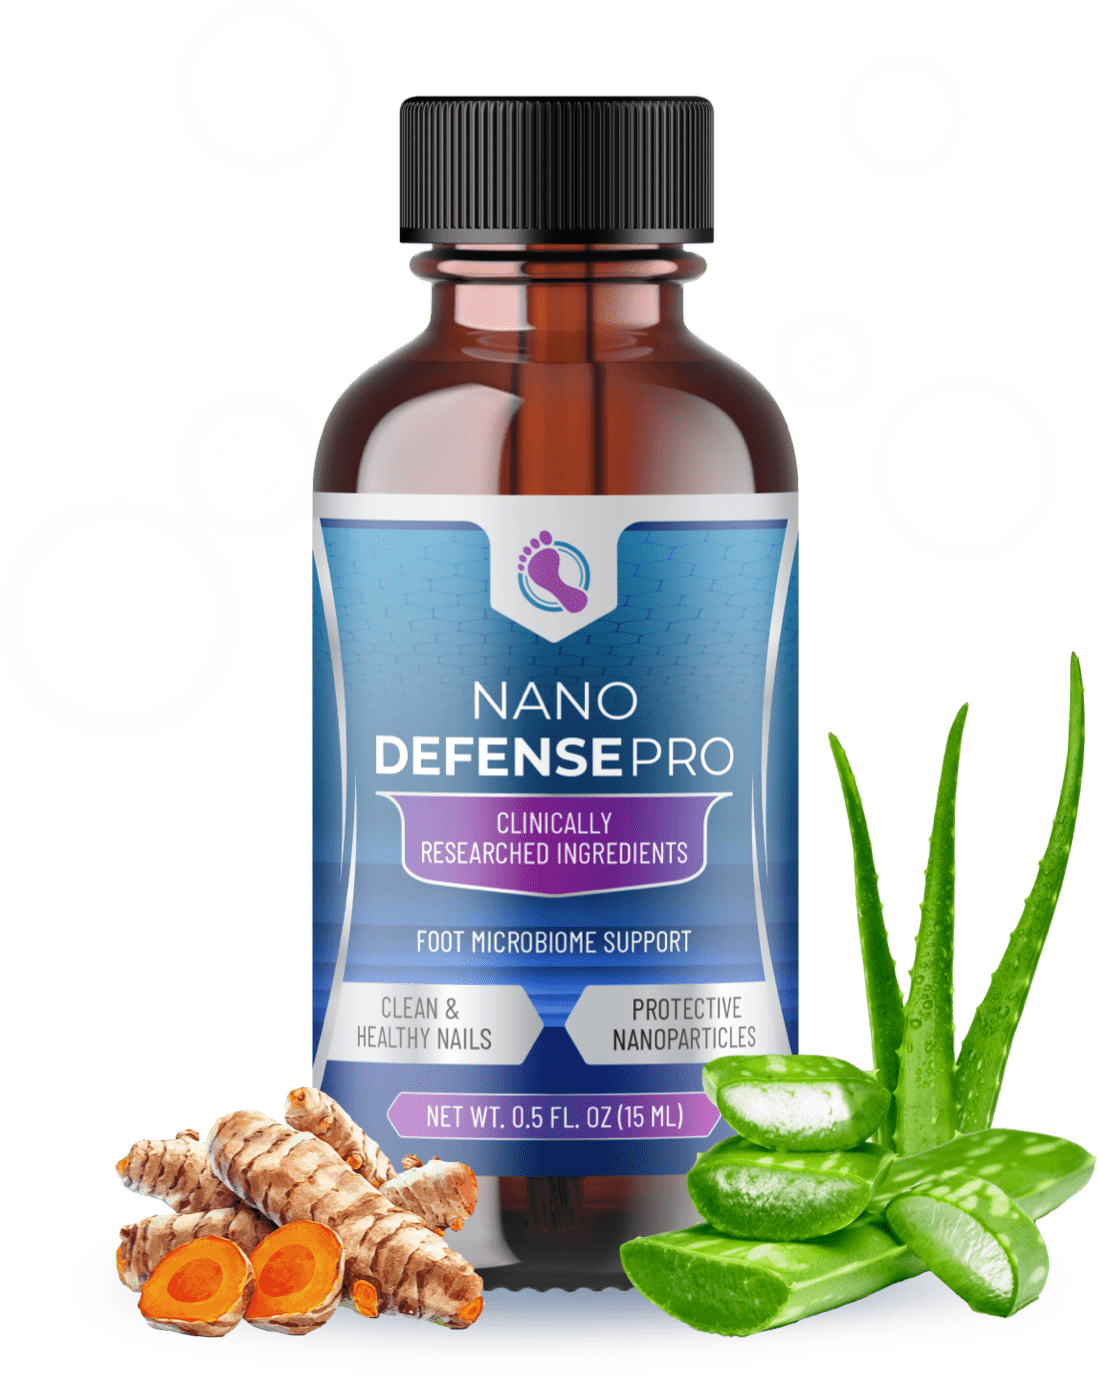 NANO
DEFENSEPRO
CLINICALLY
RESEARCHED INGREDIENTS
FOOT MICROBIOME SUPPORT
CLEAN &
HEALTHY NAILS
PROTECTIVE
NANOPARTICLES
NET WT. 0.5 FL. OZ (15 ML)